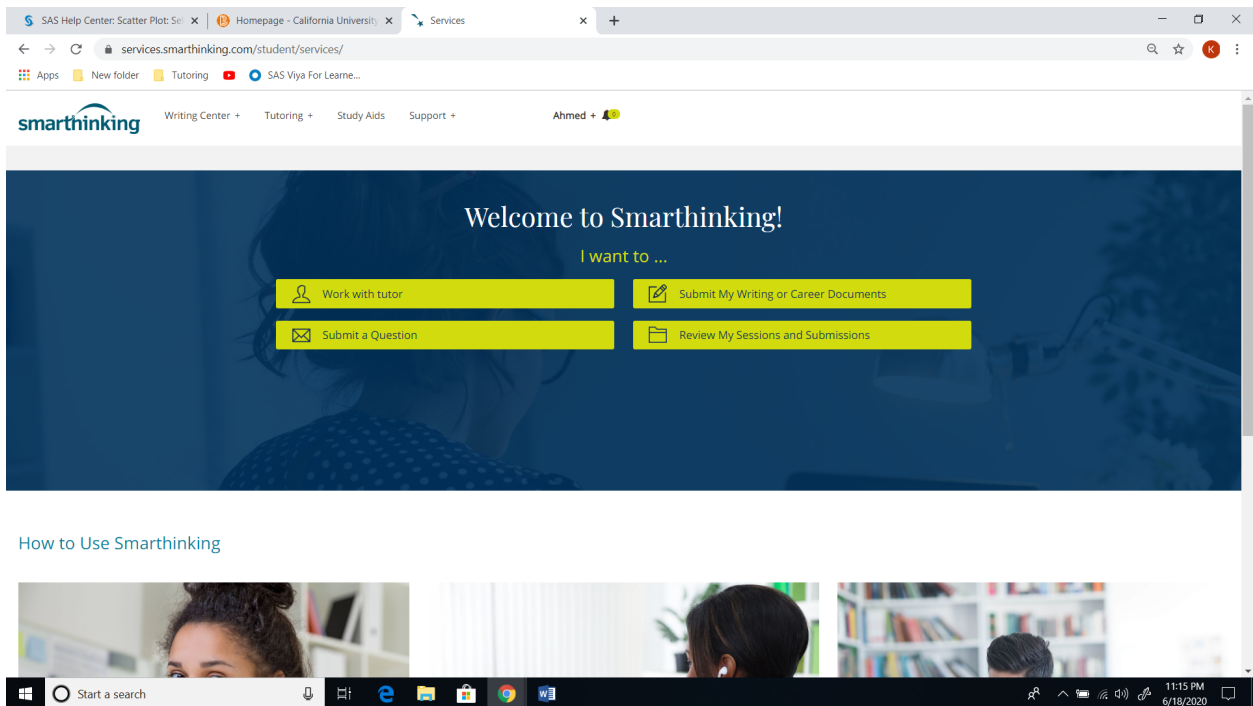 SAS Help Center: Scatter Plot: Sel
Homepage - California University
Services
services.smarthinking.com/student/services/
K
Apps
New folder
Tutoring
SAS Viya For Learne...
smarthinking
Writing Center +
Tutoring +
Study Aids
Support +
Ahmed +
Welcome to Smarthinking!
I want to ...
Work with tutor
Submit My Writing or Career Documents
Submit a Question
Review My Sessions and Submissions
How to Use Smarthinking
Start a search
11:15 PM
6/18/2020